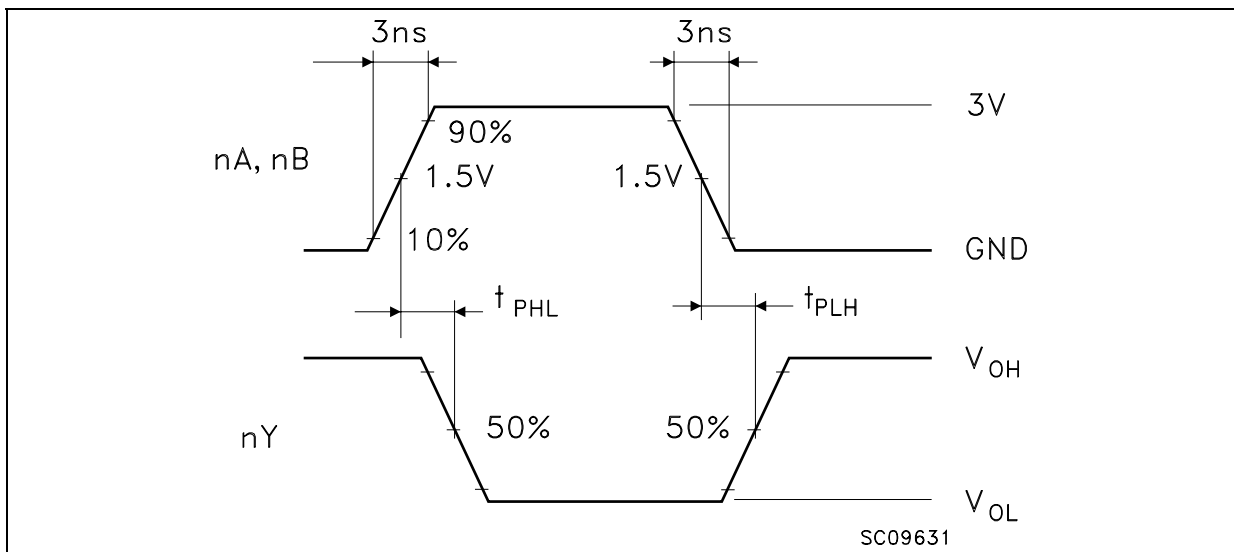 3ns 3ns
3V
90%
nA, nB
1.5V 1.5V
10%
GND
t PHL tPLH
VOH
50% 50%
nY
VOL
SC09631